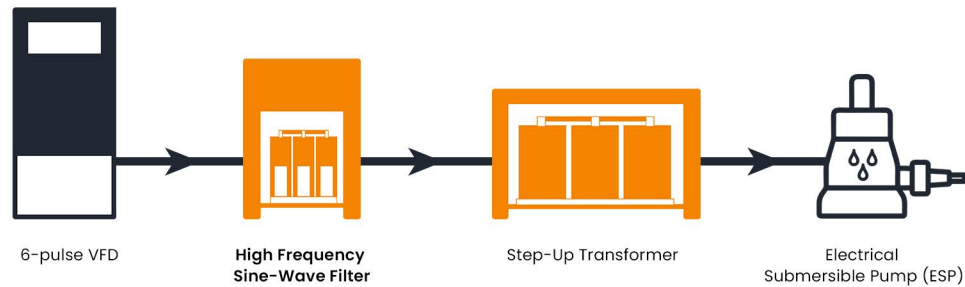 6-pulse VFD
High Frequency
Sine-Wave Filter
Step-Up Transformer
Electrical
Submersible Pump (ESP)